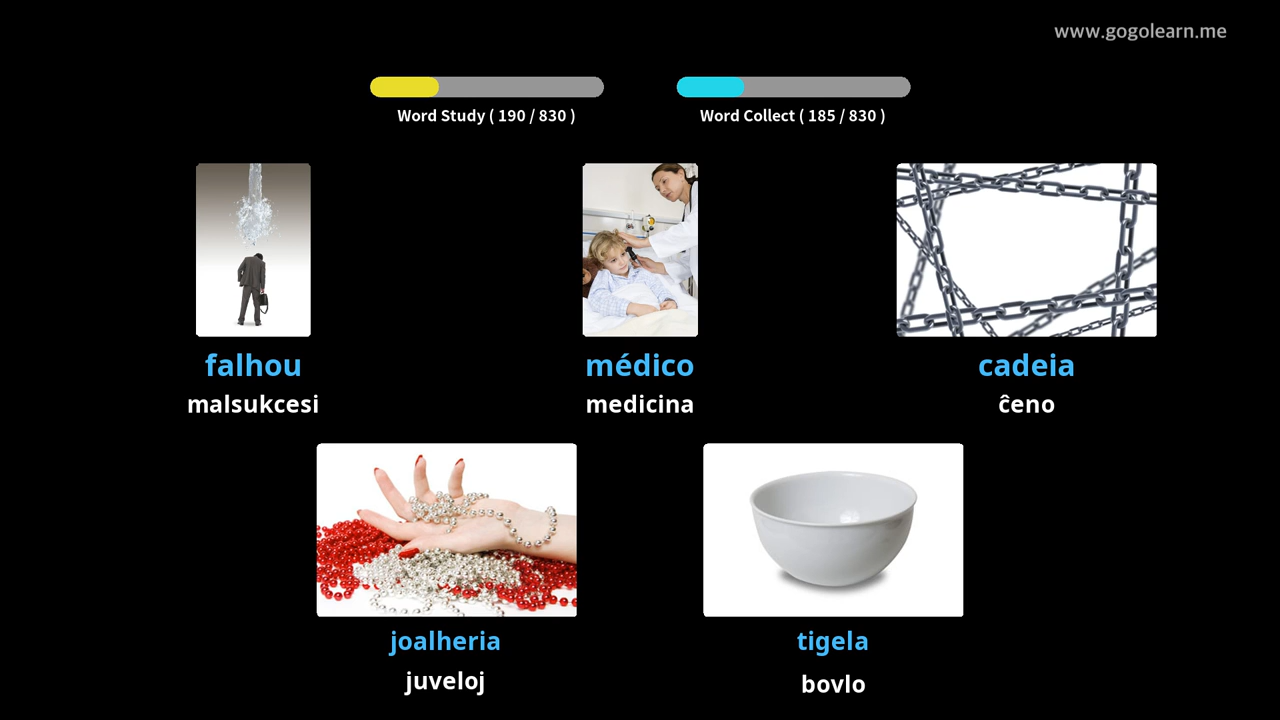 www.gogolearn.me
Word Study ( 190 / 830 )
Word Collect ( 185 / 830 )
falhou
malsukcesi
médico
medicina
cadeia
ĉeno
joalheria
juveloj
tigela
bovlo